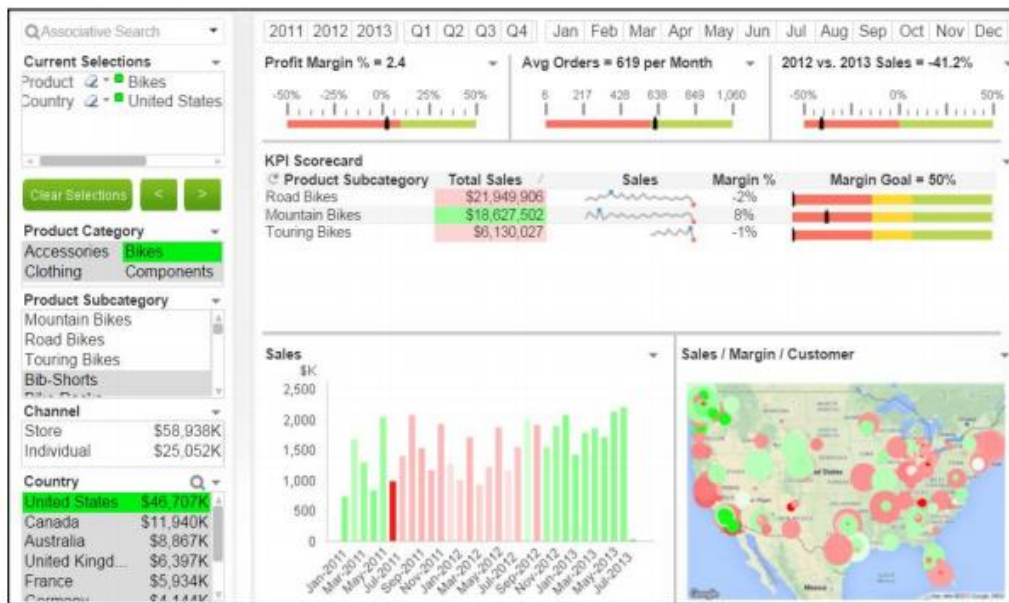 Associative Search
Current Selections
Product Bikes
Country United States
Clear Selections < >
Product Category
Accessories Bikes
Clothing Components
Product Subcategory
Mountain Bikes
Road Bikes
Touring Bikes
Bib-Shorts
Channel
Store $58,938K
Individual $25,052K
Country
United States $46,707K
Canada $11,940K
Australia $8,867K
United Kingd... $6,397K
France $5,934K
Germany $4,144K
2011 2012 2013 Q1 Q2 Q3 Q4 Jan Feb Mar Apr May Jun Jul Aug Sep Oct Nov Dec
Profit Margin % = 2.4
-50% -25% 0% 25% 50%
Avg Orders = 619 per Month
6 217 428 638 849 1,060
2012 vs. 2013 Sales = -41.2%
-50% 0% 50%
KPI Scorecard
Product Subcategory Total Sales Sales Margin % Margin Goal = 50%
Road Bikes $21,949,906 -2%
Mountain Bikes $18,627,502 8%
Touring Bikes $6,130,027 -1%
Sales
$K
2,500
2,000
1,500
1,000
500
0
Jan-2011 Mar-2011 May-2011 Jul-2011 Sep-2011 Nov-2011 Jan-2012 Mar-2012 May-2012 Jul-2012 Sep-2012 Nov-2012 Jan-2013 Mar-2013 May-2013 Jul-2013
Sales / Margin / Customer
Mexico
Google